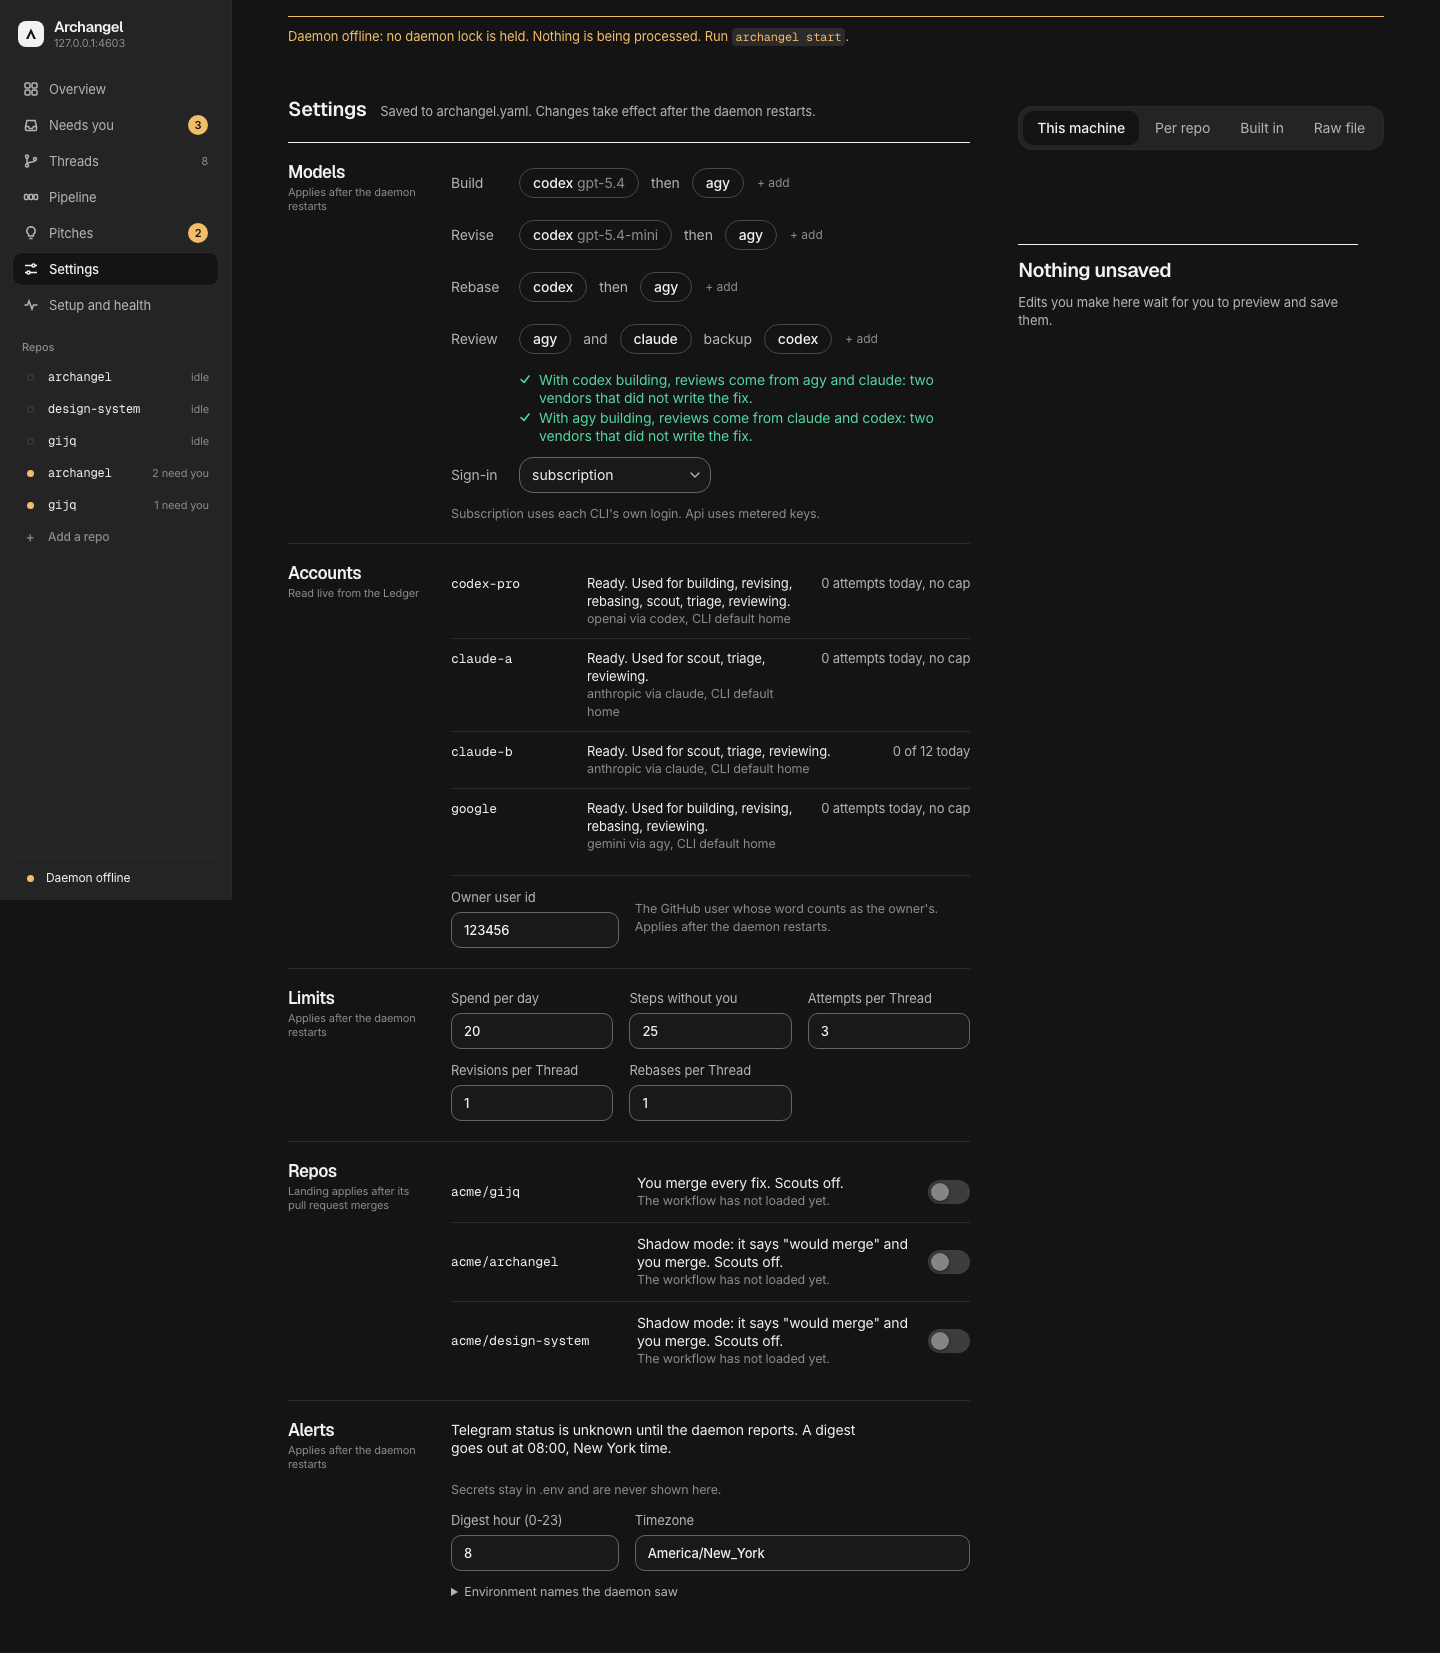 Archangel
127.0.0.1:4603
Overview
Needs you 3
Threads 8
Pipeline
Pitches 2
Settings
Setup and health
Repos
archangel idle
design-system idle
gijq idle
archangel 2 need you
gijq 1 need you
+ Add a repo
Daemon offline
Daemon offline: no daemon lock is held. Nothing is being processed. Run archangel start.
Settings Saved to archangel.yaml. Changes take effect after the daemon restarts.
This machine Per repo Built in Raw file
Models
Applies after the daemon
restarts
Build codex gpt-5.4 then agy + add
Revise codex gpt-5.4-mini then agy + add
Rebase codex then agy + add
Review agy and claude backup codex + add
With codex building, reviews come from agy and claude: two
vendors that did not write the fix.
With agy building, reviews come from claude and codex: two
vendors that did not write the fix.
Sign-in subscription
Subscription uses each CLI's own login. Api uses metered keys.
Nothing unsaved
Edits you make here wait for you to preview and save
them.
Accounts
Read live from the Ledger
codex-pro Ready. Used for building, revising, 0 attempts today, no cap
rebasing, scout, triage, reviewing.
openai via codex, CLI default home
claude-a Ready. Used for scout, triage, 0 attempts today, no cap
reviewing.
anthropic via claude, CLI default
home
claude-b Ready. Used for scout, triage, reviewing. 0 of 12 today
anthropic via claude, CLI default home
google Ready. Used for building, revising, 0 attempts today, no cap
rebasing, reviewing.
gemini via agy, CLI default home
Owner user id
123456
The GitHub user whose word counts as the owner's.
Applies after the daemon restarts.
Limits
Applies after the daemon
restarts
Spend per day Steps without you Attempts per Thread
20 25 3
Revisions per Thread Rebases per Thread
1 1
Repos
Landing applies after its
pull request merges
acme/gijq You merge every fix. Scouts off.
The workflow has not loaded yet.
acme/archangel Shadow mode: it says "would merge" and
you merge. Scouts off.
The workflow has not loaded yet.
acme/design-system Shadow mode: it says "would merge" and
you merge. Scouts off.
The workflow has not loaded yet.
Alerts
Applies after the daemon
restarts
Telegram status is unknown until the daemon reports. A digest
goes out at 08:00, New York time.
Secrets stay in .env and are never shown here.
Digest hour (0-23) Timezone
8 America/New_York
Environment names the daemon saw